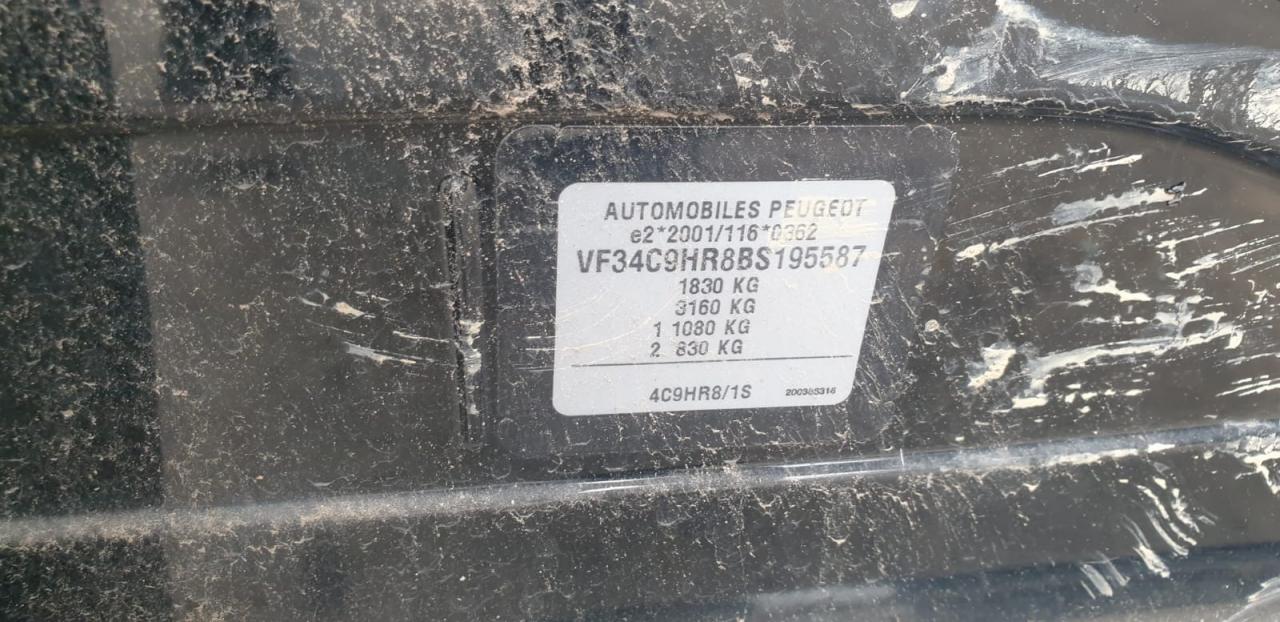 AUTOMOBILES PEUGEOT
e2*2001/116*0362
VF34C9HR8BS195587
1830 KG
3160 KG
1 1080 KG
2 830 KG
4C9HR8/1S 200385316